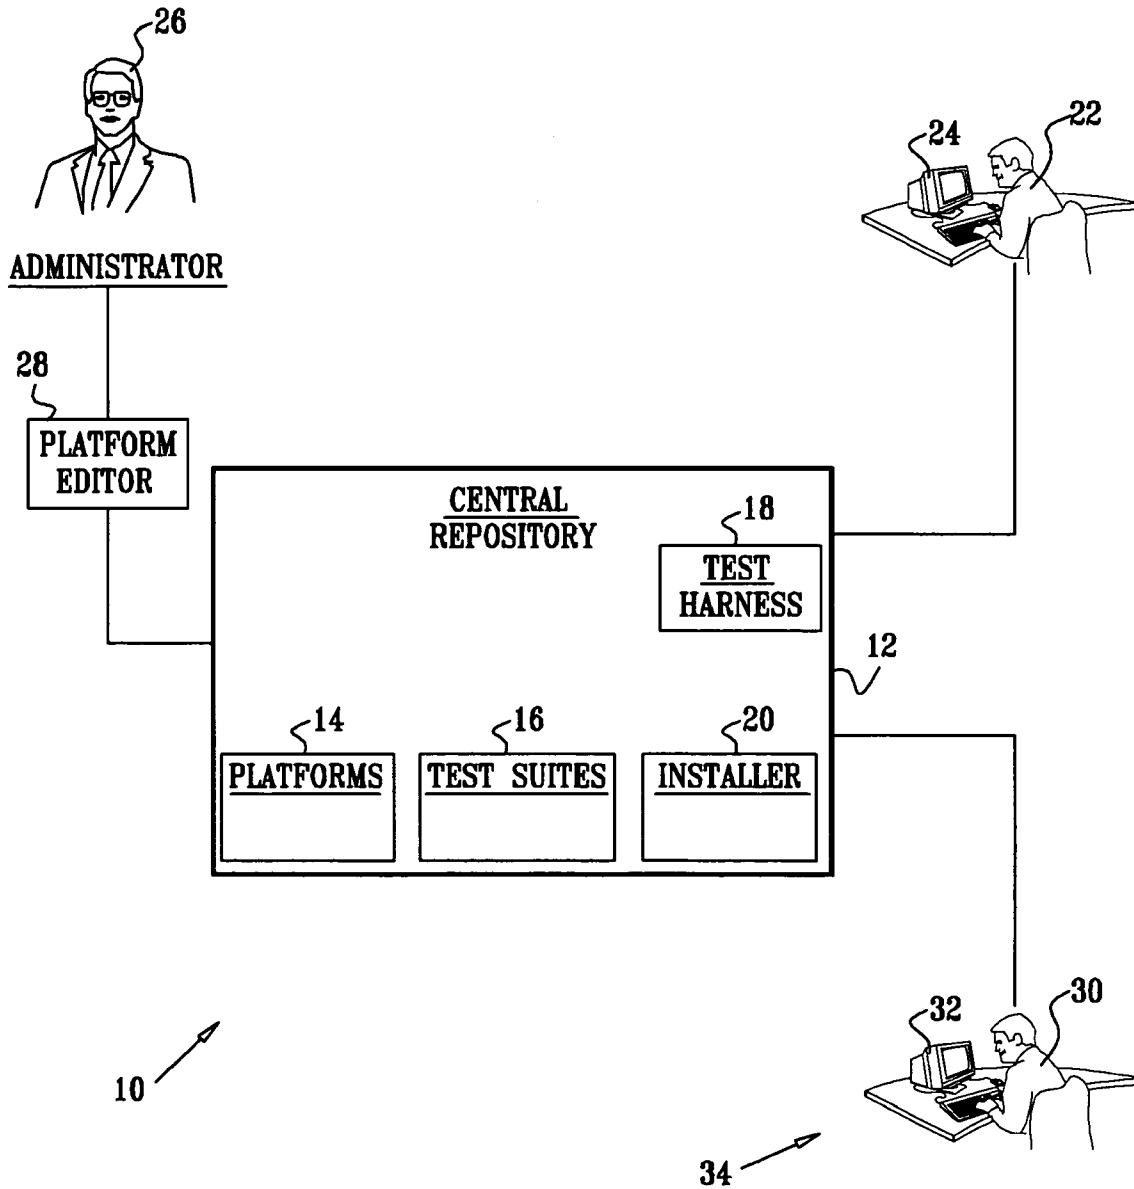 26
24
22
ADMINISTRATOR
28
PLATFORM
EDITOR
CENTRAL
REPOSITORY
18
TEST
HARNESS
12
14
16
20
PLATFORMS
TEST SUITES
INSTALLER
32
30
10
34